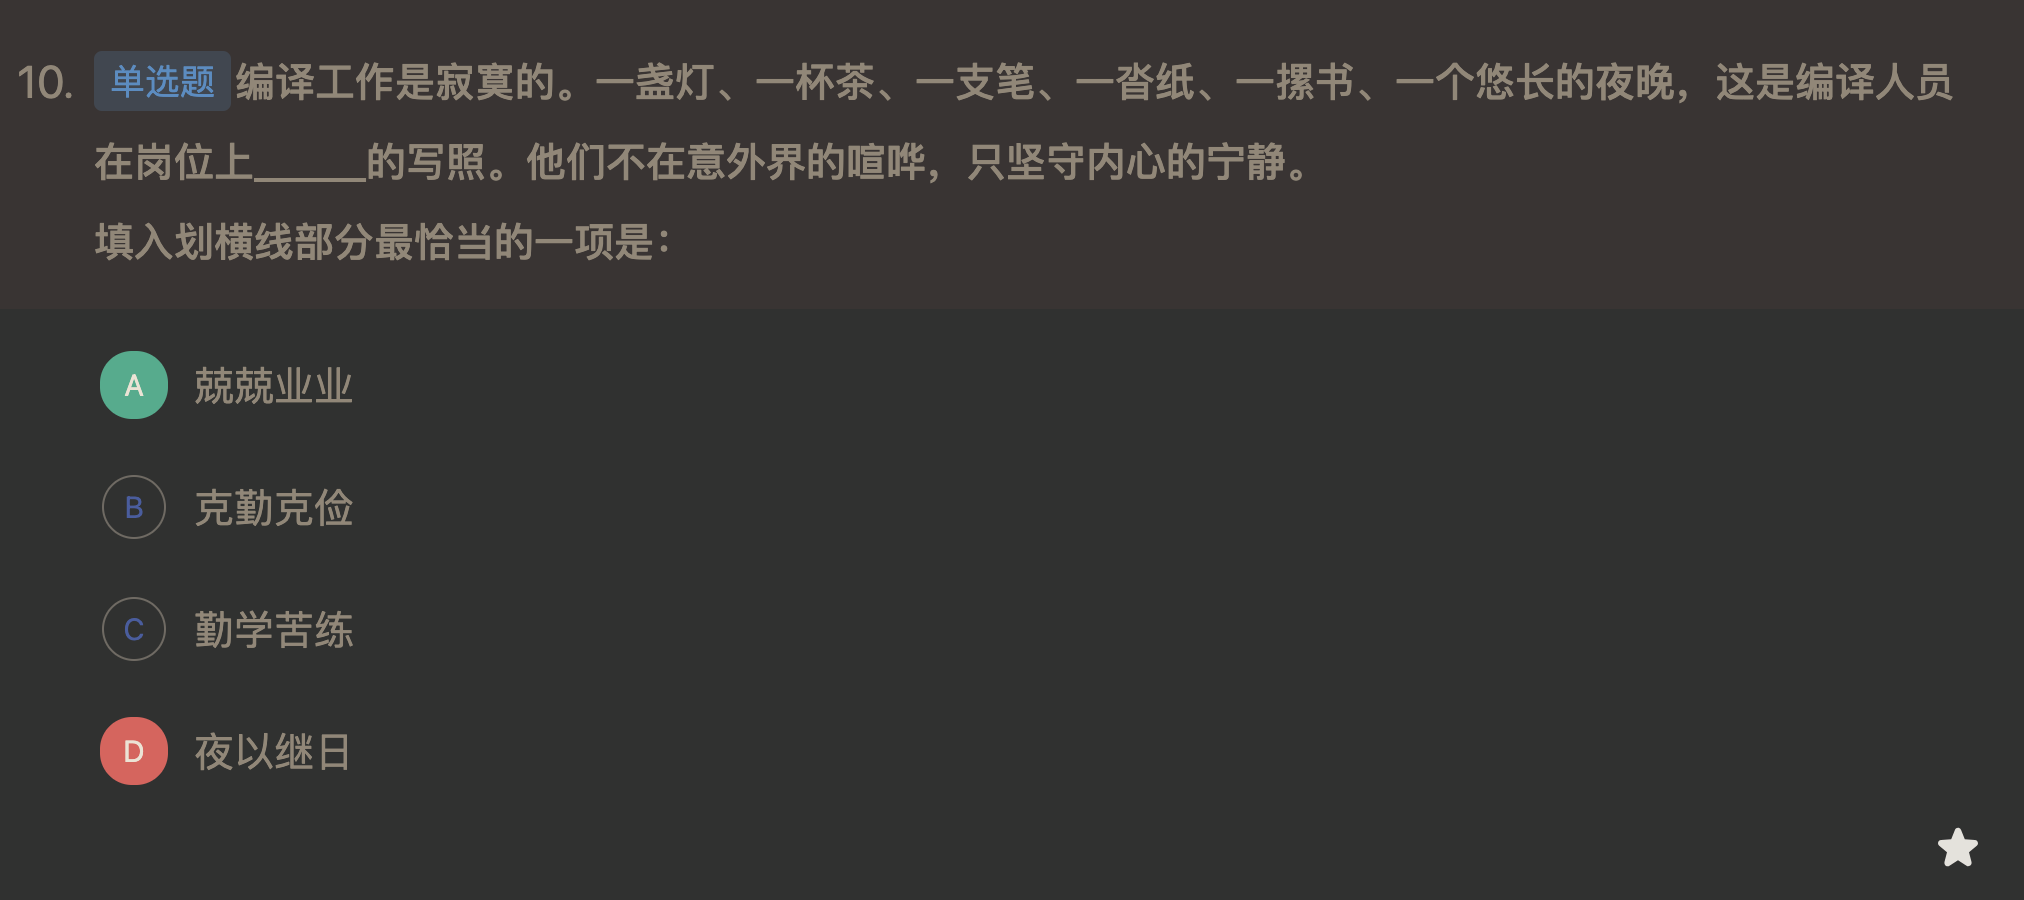 10. 单选题 编译工作是寂寞的。一盏灯、一杯茶、一支笔、一沓纸、一摞书、一个悠长的夜晚，这是编译人员
在岗位上______的写照。他们不在意外界的喧哗，只坚守内心的宁静。
填入划横线部分最恰当的一项是：
A 兢兢业业
B 克勤克俭
C 勤学苦练
D 夜以继日